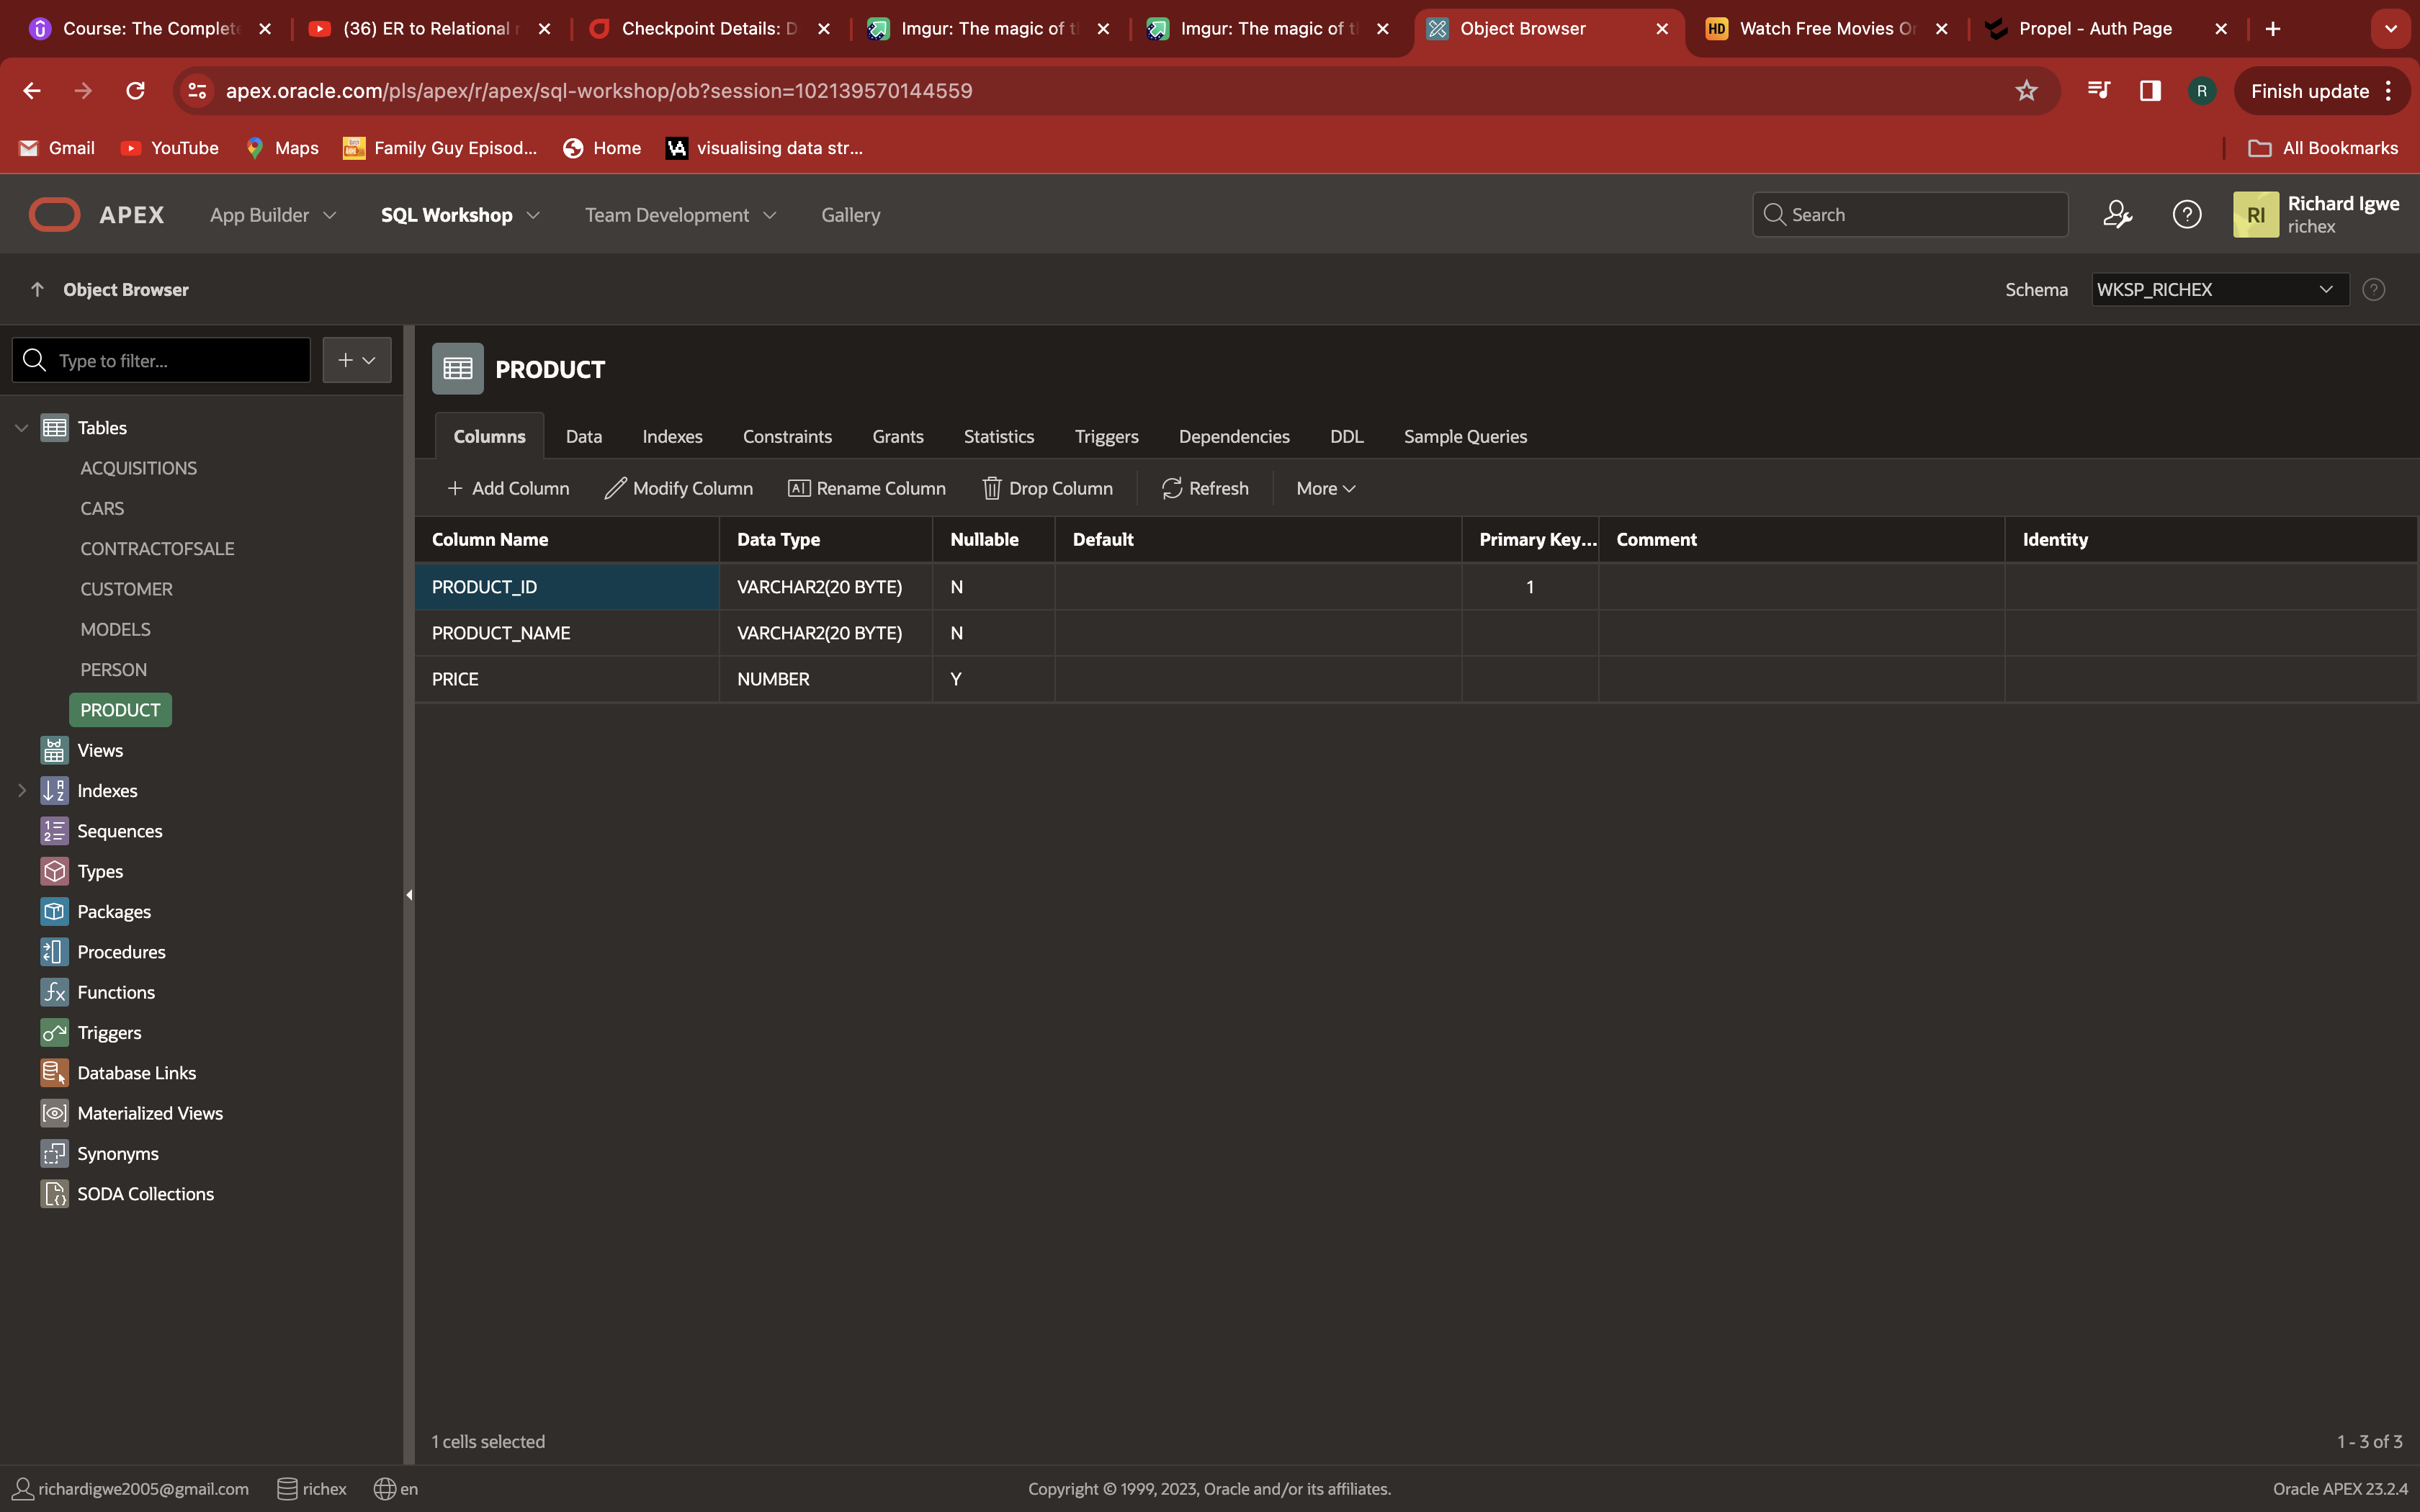 Course: The Complete
(36) ER to Relational
Checkpoint Details: D
Imgur: The magic of t
Imgur: The magic of t
Object Browser
HD Watch Free Movies On
Propel - Auth Page
apex.oracle.com/pls/apex/r/apex/sql-workshop/ob?session=102139570144559
R
Finish update
Gmail
YouTube
Maps
Family Guy Episod...
Home
VA visualising data str...
All Bookmarks
APEX
App Builder
SQL Workshop
Team Development
Gallery
Search
RI
Richard Igwe
richex
Object Browser
Schema
WKSP_RICHEX
Type to filter...
PRODUCT
Tables
ACQUISITIONS
CARS
CONTRACTOFSALE
CUSTOMER
MODELS
PERSON
PRODUCT
Views
Indexes
Sequences
Types
Packages
Procedures
Functions
Triggers
Database Links
Materialized Views
Synonyms
SODA Collections
Columns Data Indexes Constraints Grants Statistics Triggers Dependencies DDL Sample Queries
+ Add Column Modify Column Rename Column Drop Column Refresh More
Column Name Data Type Nullable Default Primary Key... Comment Identity
PRODUCT_ID VARCHAR2(20 BYTE) N 1
PRODUCT_NAME VARCHAR2(20 BYTE) N
PRICE NUMBER Y
1 cells selected
1 - 3 of 3
richardigwe2005@gmail.com
richex
en
Copyright © 1999, 2023, Oracle and/or its affiliates.
Oracle APEX 23.2.4